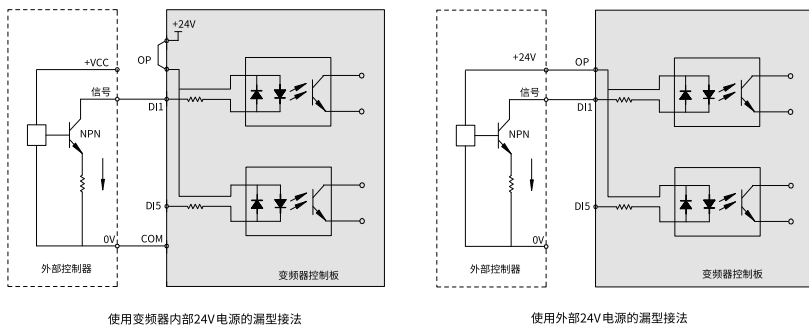 +24V
OP
+VCC
信号
DI1
NPN
DI5
0V
COM
外部控制器
变频器控制板
使用变频器内部24V电源的漏型接法
+24V
OP
信号
DI1
NPN
DI5
0V
外部控制器
变频器控制板
使用外部24V电源的漏型接法